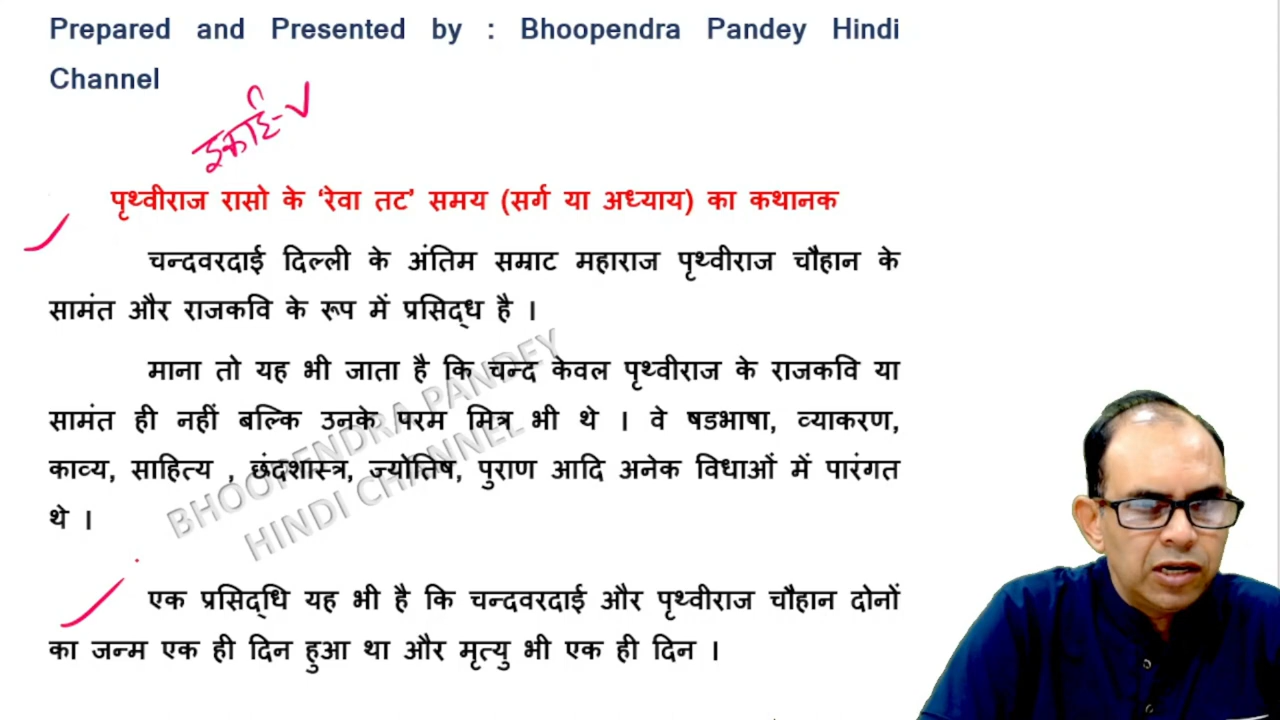 Prepared and Presented by : Bhoopendra Pandey Hindi
Channel
इकाई-V
पृथ्वीराज रासो के ‘रेवा तट’ समय (सर्ग या अध्याय) का कथानक
चन्दवरदाई दिल्ली के अंतिम सम्राट महाराज पृथ्वीराज चौहान के
सामंत और राजकवि के रूप में प्रसिद्ध है ।
माना तो यह भी जाता है कि चन्द केवल पृथ्वीराज के राजकवि या
सामंत ही नहीं बल्कि उनके परम मित्र भी थे । वे षडभाषा, व्याकरण,
काव्य, साहित्य , छंदशास्त्र, ज्योतिष, पुराण आदि अनेक विधाओं में पारंगत
थे ।
BHOOPENDRA PANDEY
HINDI CHANNEL
एक प्रसिद्धि यह भी है कि चन्दवरदाई और पृथ्वीराज चौहान दोनों
का जन्म एक ही दिन हुआ था और मृत्यु भी एक ही दिन ।